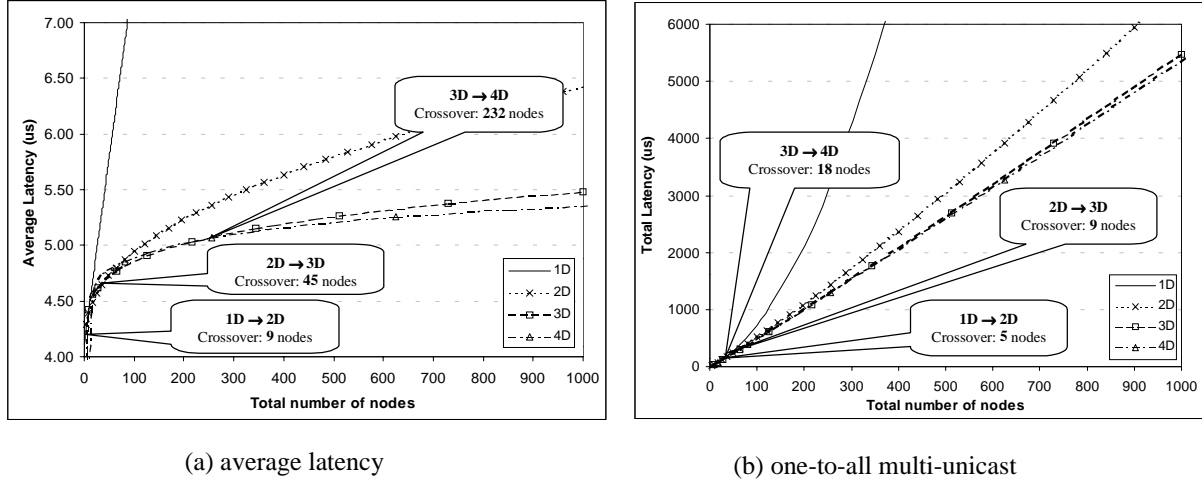 7.00
6.50
6.00
5.50
5.00
4.50
4.00
Average Latency (us)
3D → 4D
Crossover: 232 nodes
2D → 3D
Crossover: 45 nodes
1D → 2D
Crossover: 9 nodes
1D
2D
3D
4D
0 100 200 300 400 500 600 700 800 900 1000
Total number of nodes
(a) average latency
6000
5000
4000
3000
2000
1000
0
Total Latency (us)
3D → 4D
Crossover: 18 nodes
2D → 3D
Crossover: 9 nodes
1D → 2D
Crossover: 5 nodes
1D
2D
3D
4D
0 100 200 300 400 500 600 700 800 900 1000
Total number of nodes
(b) one-to-all multi-unicast